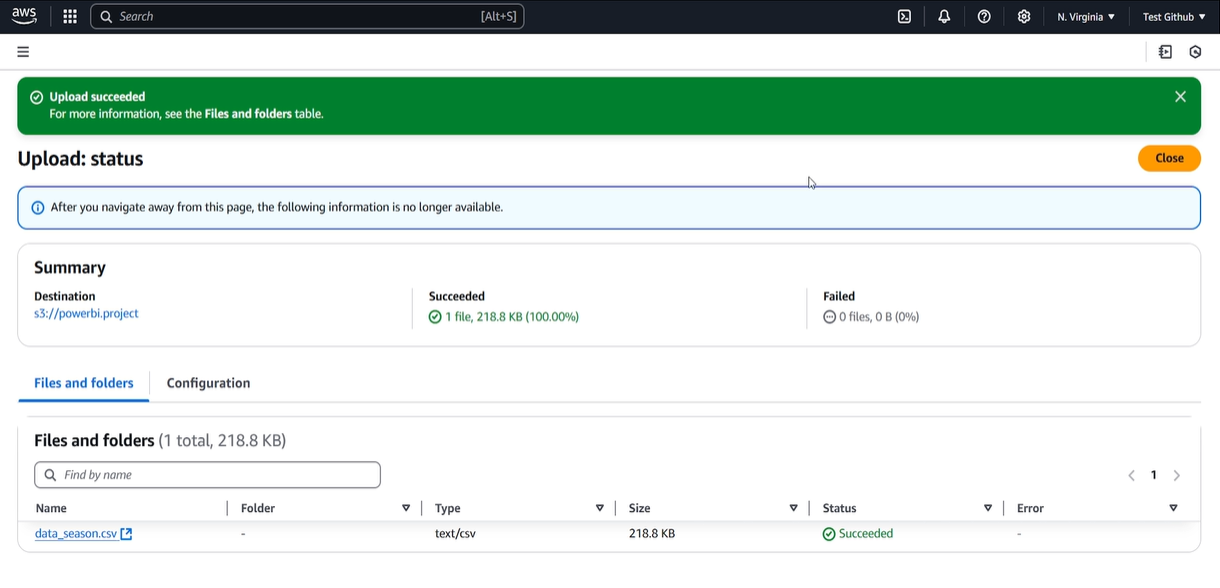 aws Search [Alt+S] N. Virginia ▼ Test Github ▼
Upload succeeded
For more information, see the Files and folders table.
Upload: status Close
After you navigate away from this page, the following information is no longer available.
Summary
Destination Succeeded Failed
s3://powerbi.project 1 file, 218.8 KB (100.00%) 0 files, 0 B (0%)
Files and folders Configuration
Files and folders (1 total, 218.8 KB)
Find by name 1
Name Folder Type Size Status Error
data_season.csv - text/csv 218.8 KB Succeeded -